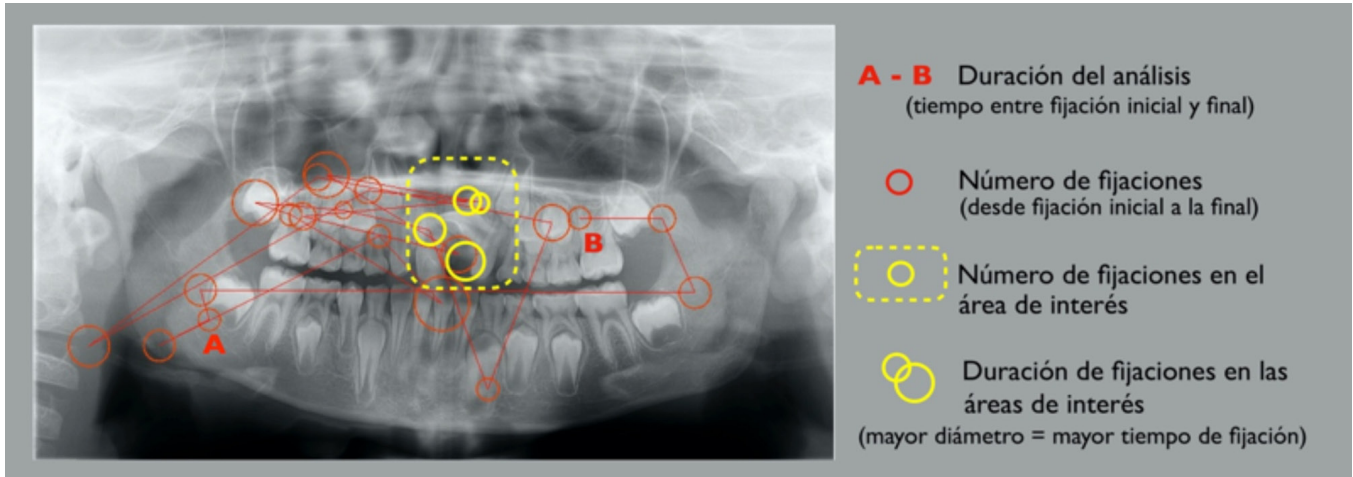 A - B Duración del análisis
(tiempo entre fijación inicial y final)
Número de fijaciones
(desde fijación inicial a la final)
Número de fijaciones en el
área de interés
Duración de fijaciones en las
áreas de interés
(mayor diámetro = mayor tiempo de fijación)
B
A